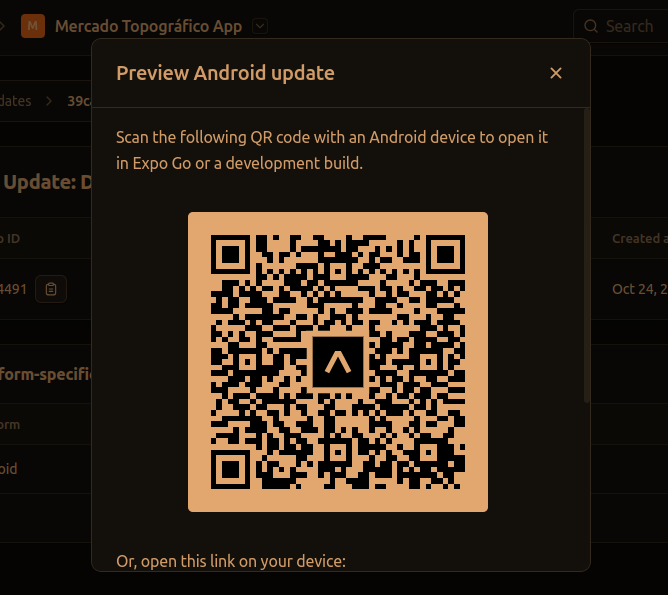 M Mercado Topográfico App
Search
Preview Android update
dates
39c
Scan the following QR code with an Android device to open it
in Expo Go or a development build.
Update: D
ID
Created a
4491
Oct 24, 2
form-specific
orm
oid
Or, open this link on your device: